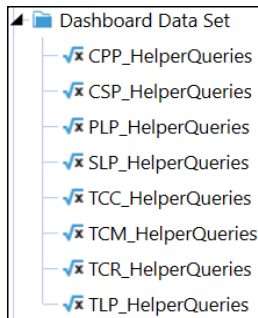 Dashboard Data Set
CPP_HelperQueries
CSP_HelperQueries
PLP_HelperQueries
SLP_HelperQueries
TCC_HelperQueries
TCM_HelperQueries
TCR_HelperQueries
TLP_HelperQueries